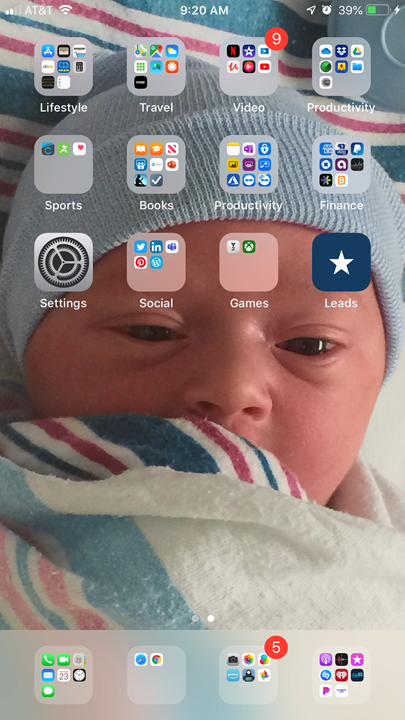 AT&T 9:20 AM 39%
9
Lifestyle Travel Video Productivity
Sports Books Productivity Finance
Settings Social Games Leads
23
5